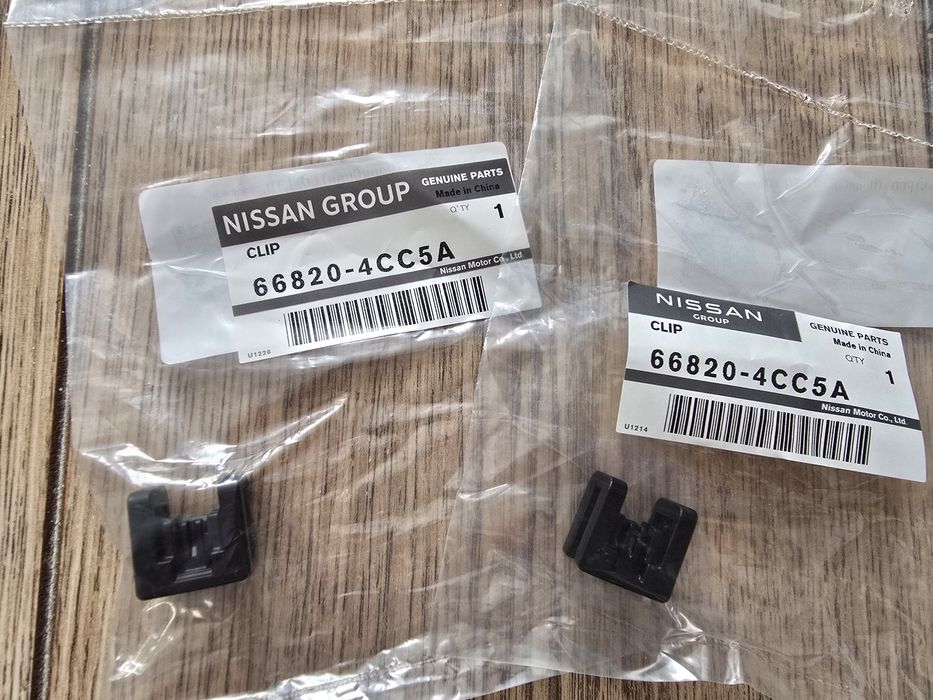 NISSAN GROUP
GENUINE PARTS
Made in China
Q'TY 1
CLIP
66820-4CC5A
Nissan Motor Co., Ltd.
U1226
NISSAN
GROUP
GENUINE PARTS
Made in China
CLIP
Q'TY 1
66820-4CC5A
Nissan Motor Co., Ltd.
U1214